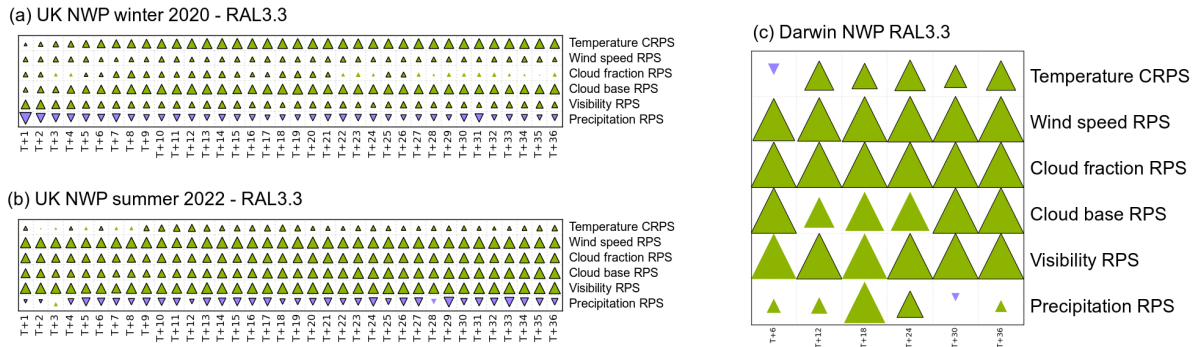 (a) UK NWP winter 2020 - RAL3.3
Temperature CRPS
Wind speed RPS
Cloud fraction RPS
Cloud base RPS
Visibility RPS
Precipitation RPS
T+1 T+2 T+3 T+4 T+5 T+6 T+7 T+8 T+9 T+10 T+11 T+12 T+13 T+14 T+15 T+16 T+17 T+18 T+19 T+20 T+21 T+22 T+23 T+24 T+25 T+26 T+27 T+28 T+29 T+30 T+31 T+32 T+33 T+34 T+35 T+36
(b) UK NWP summer 2022 - RAL3.3
Temperature CRPS
Wind speed RPS
Cloud fraction RPS
Cloud base RPS
Visibility RPS
Precipitation RPS
T+1 T+2 T+3 T+4 T+5 T+6 T+7 T+8 T+9 T+10 T+11 T+12 T+13 T+14 T+15 T+16 T+17 T+18 T+19 T+20 T+21 T+22 T+23 T+24 T+25 T+26 T+27 T+28 T+29 T+30 T+31 T+32 T+33 T+34 T+35 T+36
(c) Darwin NWP RAL3.3
Temperature CRPS
Wind speed RPS
Cloud fraction RPS
Cloud base RPS
Visibility RPS
Precipitation RPS
T+6 T+12 T+18 T+24 T+30 T+36